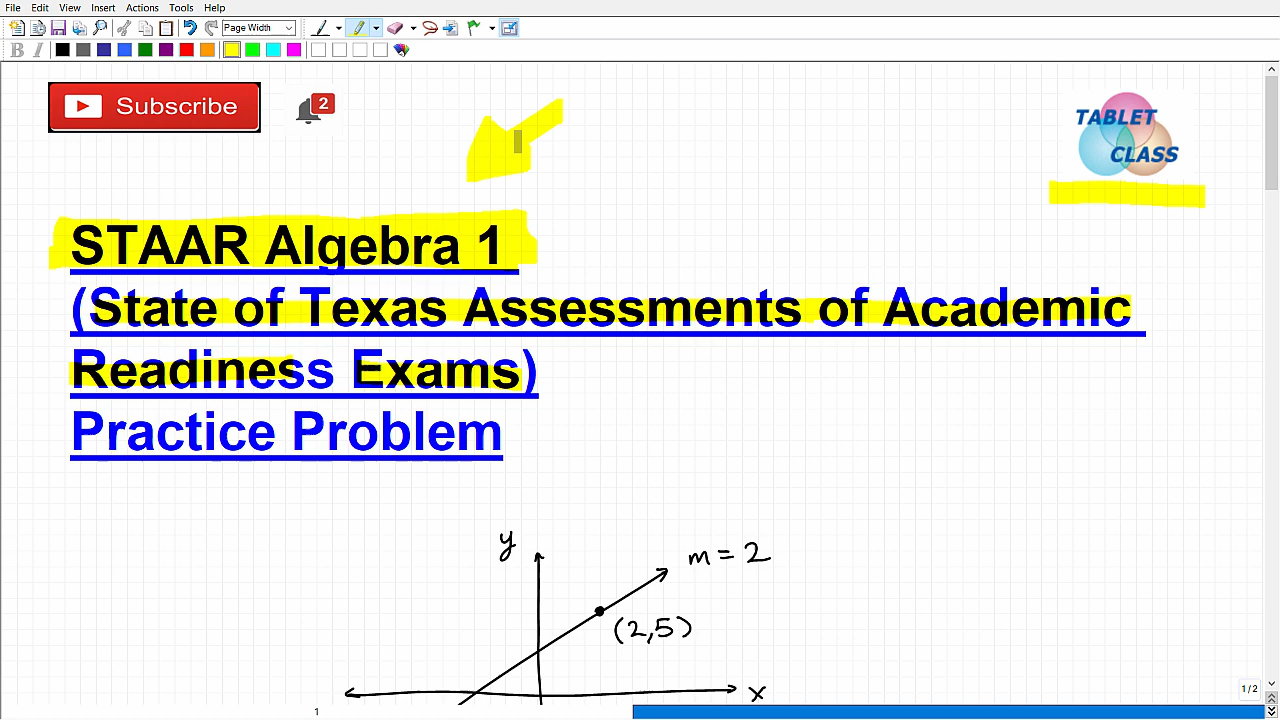 File Edit View Insert Actions Tools Help
Page Width
B I
Subscribe
2
TABLET
CLASS
STAAR Algebra 1
(State of Texas Assessments of Academic
Readiness Exams)
Practice Problem
y
m = 2
(2,5)
x
1/2
1